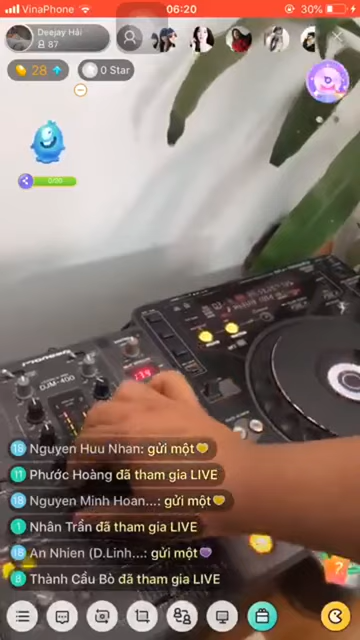 VinaPhone
06:20
30%
Deejay Hải
87
28
0 Star
0/00
Pioneer
DJM-400
139
18 Nguyen Huu Nhan: gửi một💛
11 Phước Hoàng đã tham gia LIVE
18 Nguyen Minh Hoan...: gửi một💛
1 Nhân Trần đã tham gia LIVE
18 An Nhien (D.Linh...: gửi một💜
8 Thành Cầu Bò đã tham gia LIVE
?